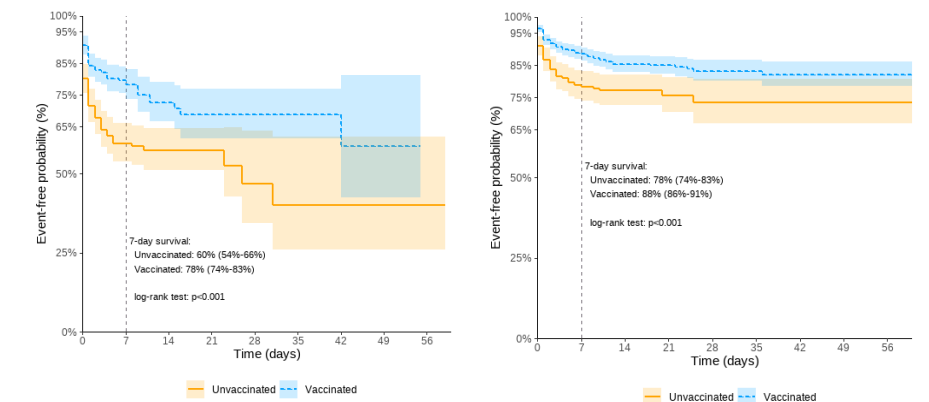 Event-free probability (%)
100%
95%
85%
75%
65%
50%
25%
0%
7-day survival:
Unvaccinated: 60% (54%-66%)
Vaccinated: 78% (74%-83%)
log-rank test: p<0.001
0 7 14 21 28 35 42 49 56
Time (days)
Unvaccinated Vaccinated
Event-free probability (%)
100%
95%
85%
75%
65%
50%
25%
0%
7-day survival:
Unvaccinated: 78% (74%-83%)
Vaccinated: 88% (86%-91%)
log-rank test: p<0.001
0 7 14 21 28 35 42 49 56
Time (days)
Unvaccinated Vaccinated